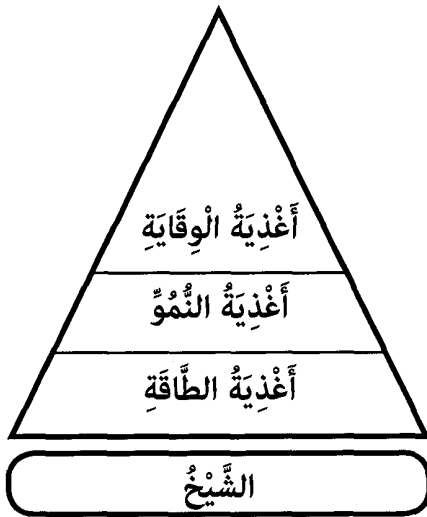 أَغْذِيَةُ الْوِقَايَةِ
أَغْذِيَةُ النُّمُوِّ
أَغْذِيَةُ الطَّاقَةِ
الشَّيْخُ